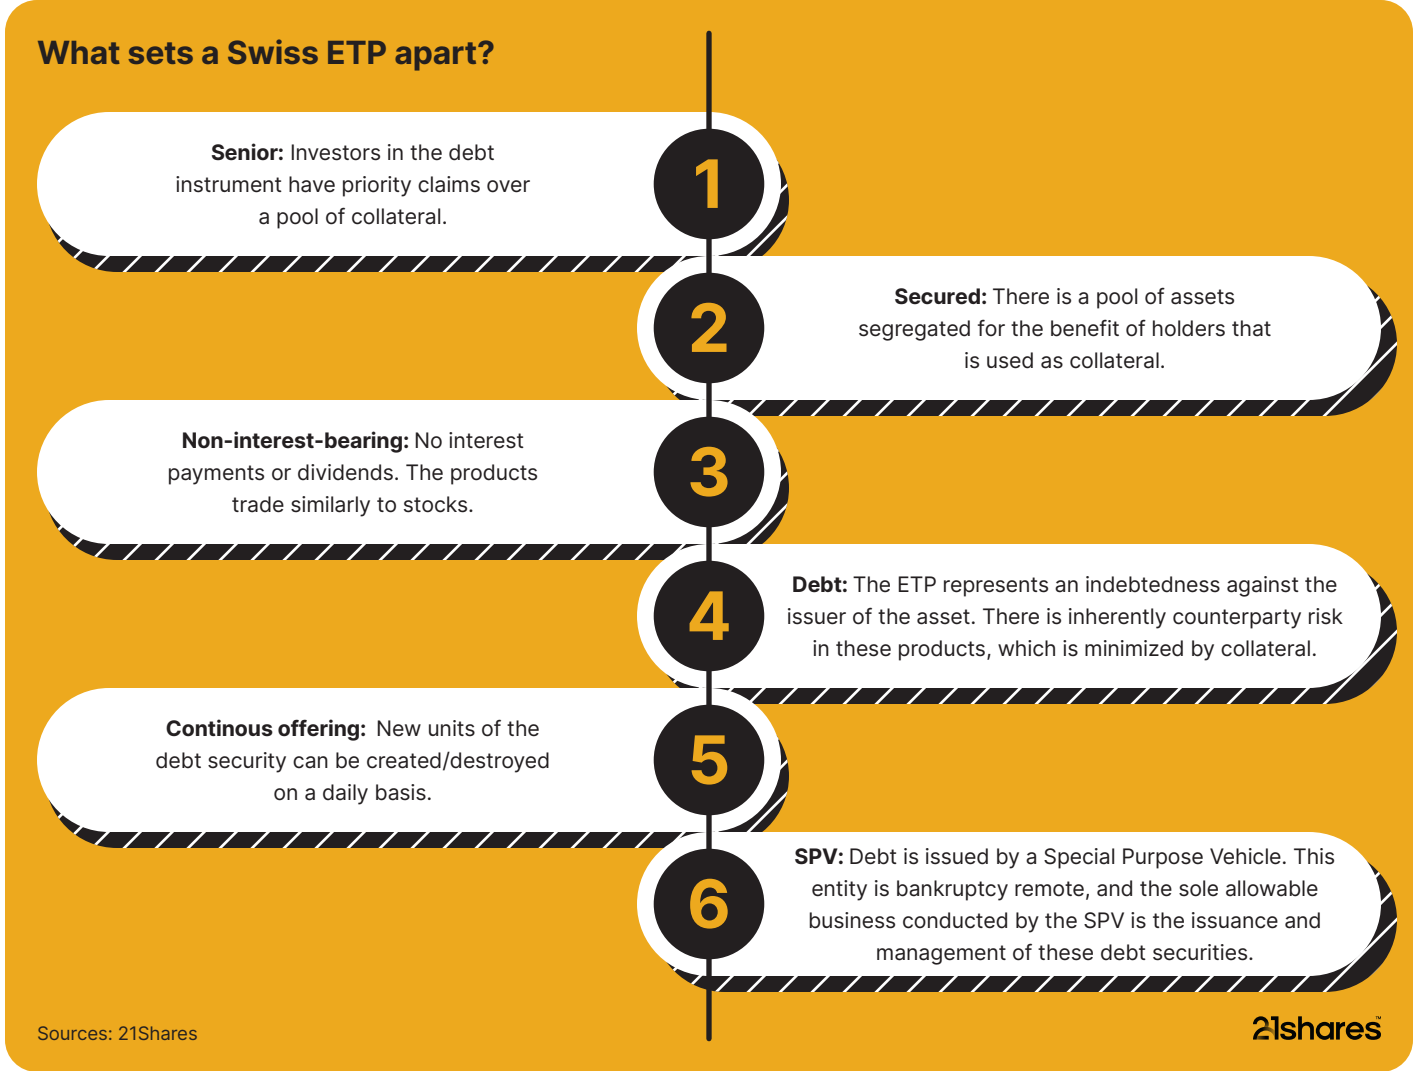 What sets a Swiss ETP apart?
Senior: Investors in the debt
instrument have priority claims over
a pool of collateral.
1
2
Secured: There is a pool of assets
segregated for the benefit of holders that
is used as collateral.
Non-interest-bearing: No interest
payments or dividends. The products
trade similarly to stocks.
3
4
Debt: The ETP represents an indebtedness against the
issuer of the asset. There is inherently counterparty risk
in these products, which is minimized by collateral.
Continous offering: New units of the
debt security can be created/destroyed
on a daily basis.
5
6
SPV: Debt is issued by a Special Purpose Vehicle. This
entity is bankruptcy remote, and the sole allowable
business conducted by the SPV is the issuance and
management of these debt securities.
Sources: 21Shares
21shares™